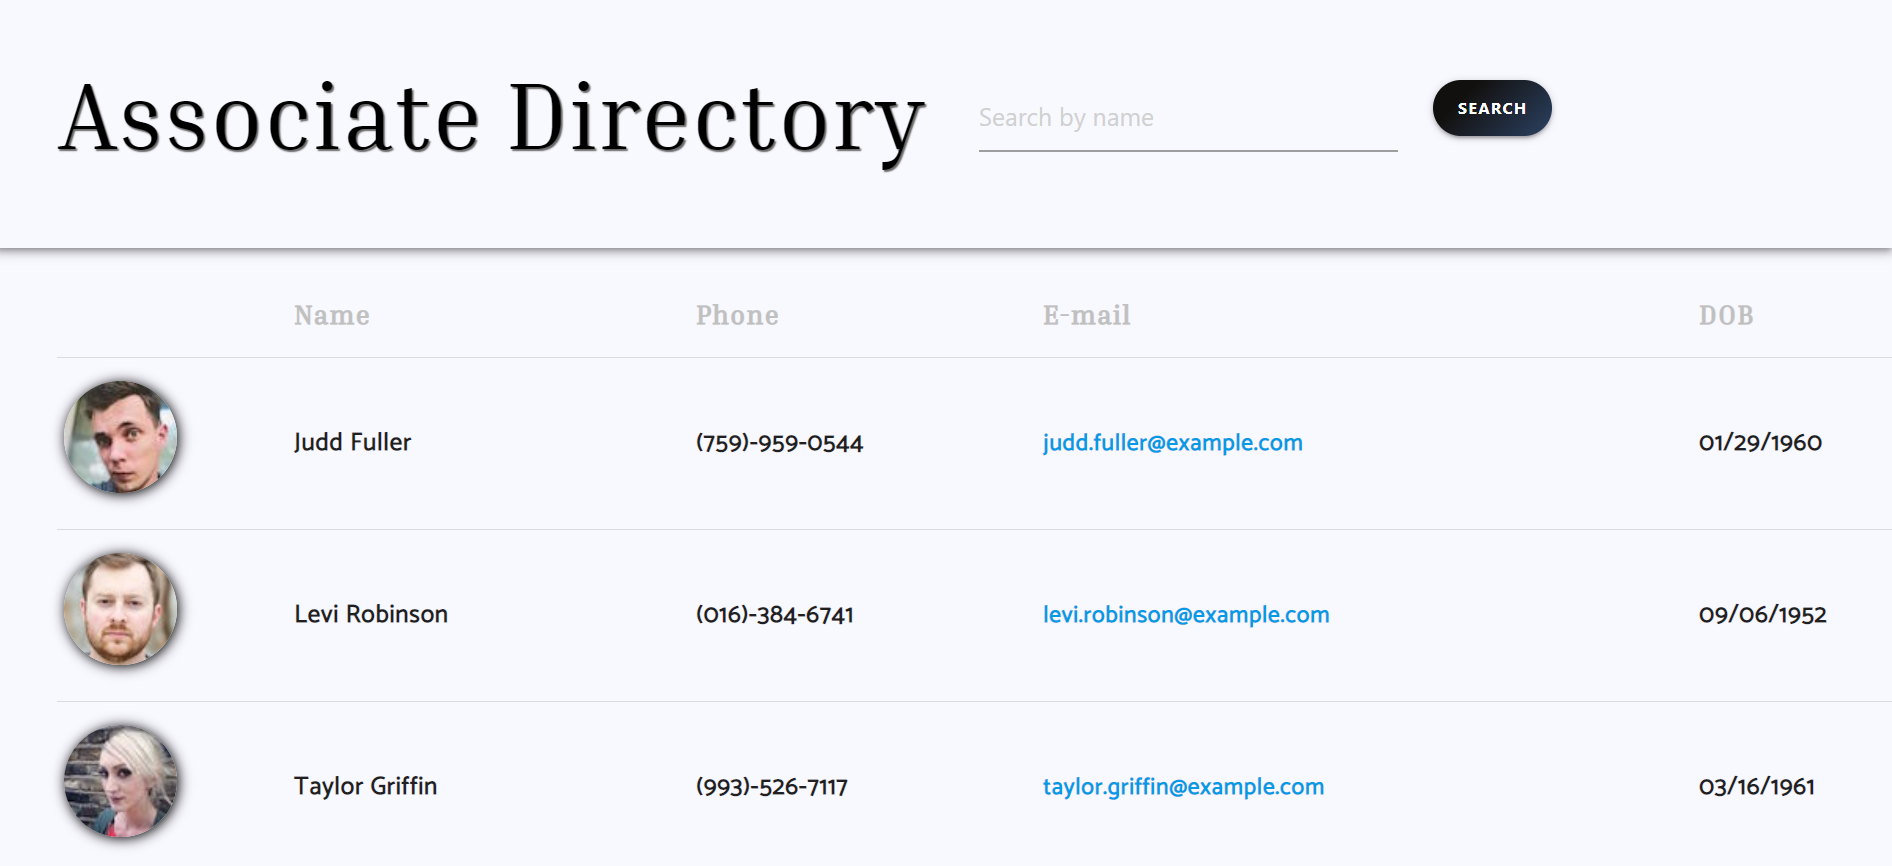 Associate Directory
Search by name
SEARCH
Name Phone E-mail DOB
Judd Fuller (759)-959-0544 judd.fuller@example.com 01/29/1960
Levi Robinson (016)-384-6741 levi.robinson@example.com 09/06/1952
Taylor Griffin (993)-526-7117 taylor.griffin@example.com 03/16/1961